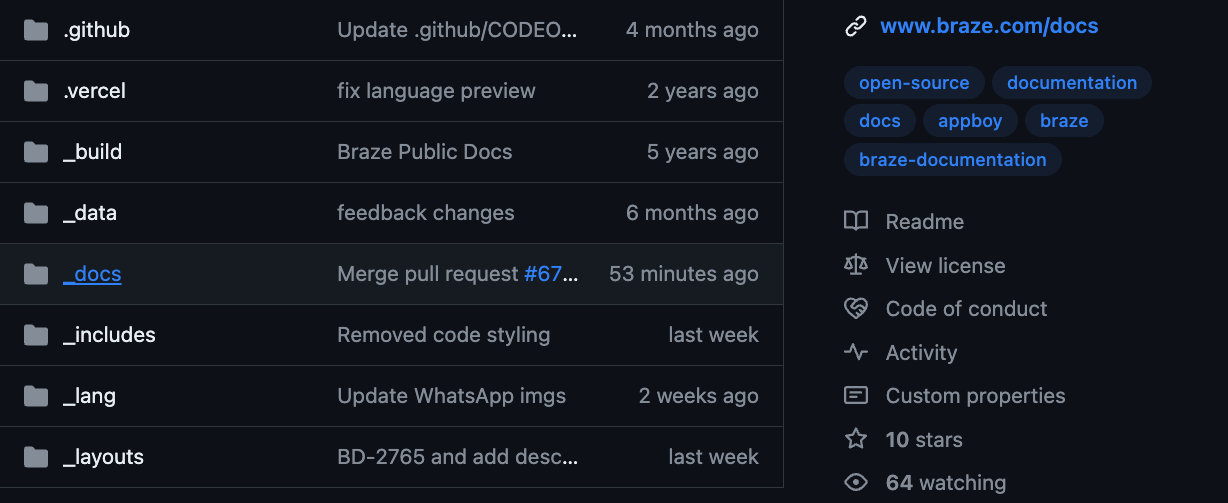 .github Update .github/CODEO... 4 months ago
.vercel fix language preview 2 years ago
_build Braze Public Docs 5 years ago
_data feedback changes 6 months ago
_docs Merge pull request #67... 53 minutes ago
_includes Removed code styling last week
_lang Update WhatsApp imgs 2 weeks ago
_layouts BD-2765 and add desc... last week
www.braze.com/docs
open-source documentation
docs appboy braze
braze-documentation
Readme
View license
Code of conduct
Activity
Custom properties
10 stars
64 watching